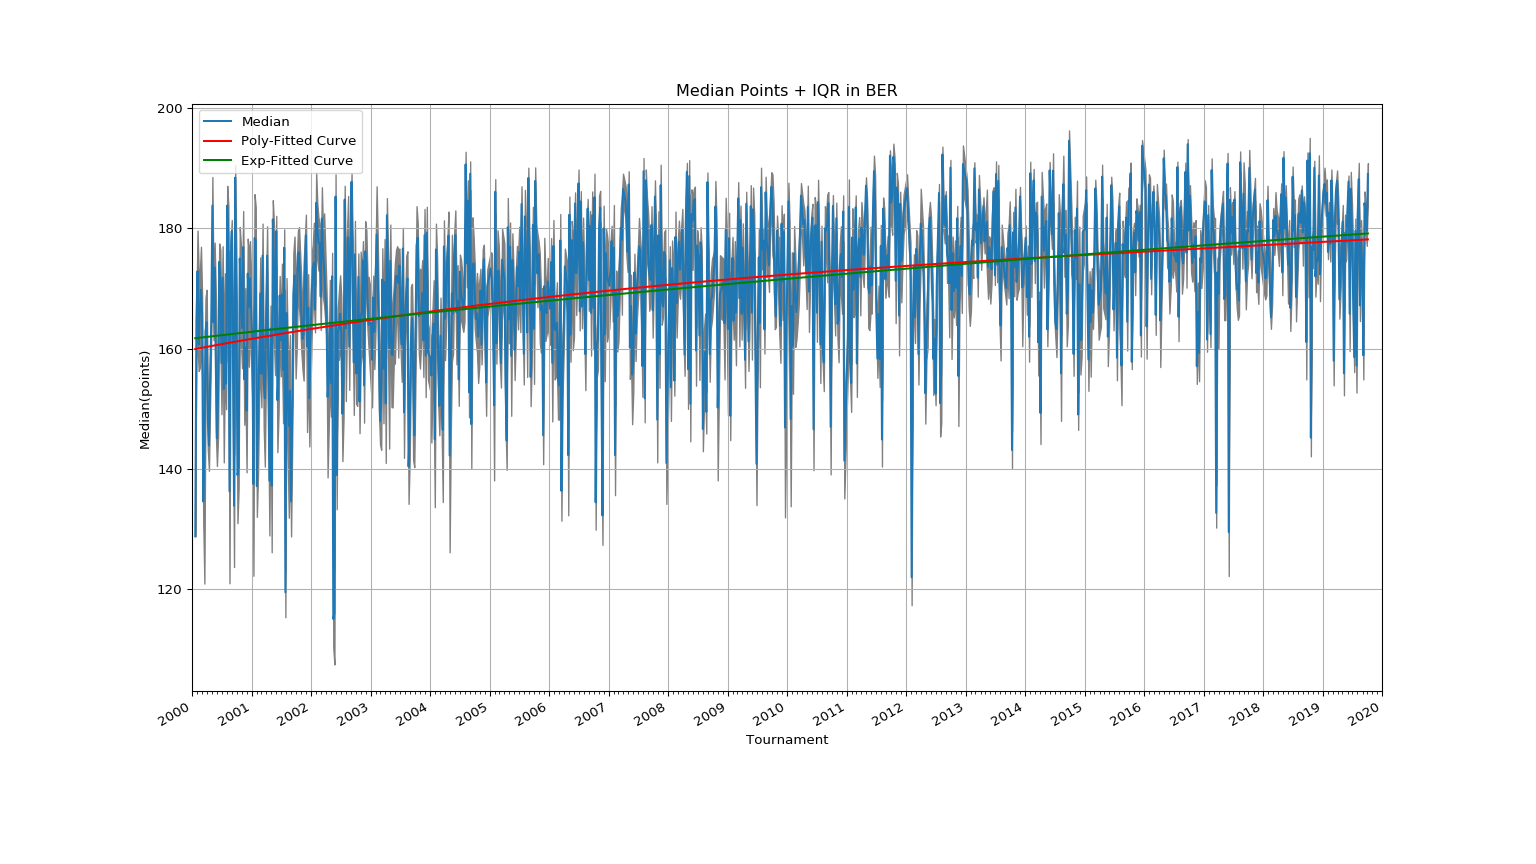 Median Points + IQR in BER
Median
Poly-Fitted Curve
Exp-Fitted Curve
200
180
160
140
120
Median(points)
2000 2001 2002 2003 2004 2005 2006 2007 2008 2009 2010 2011 2012 2013 2014 2015 2016 2017 2018 2019 2020
Tournament